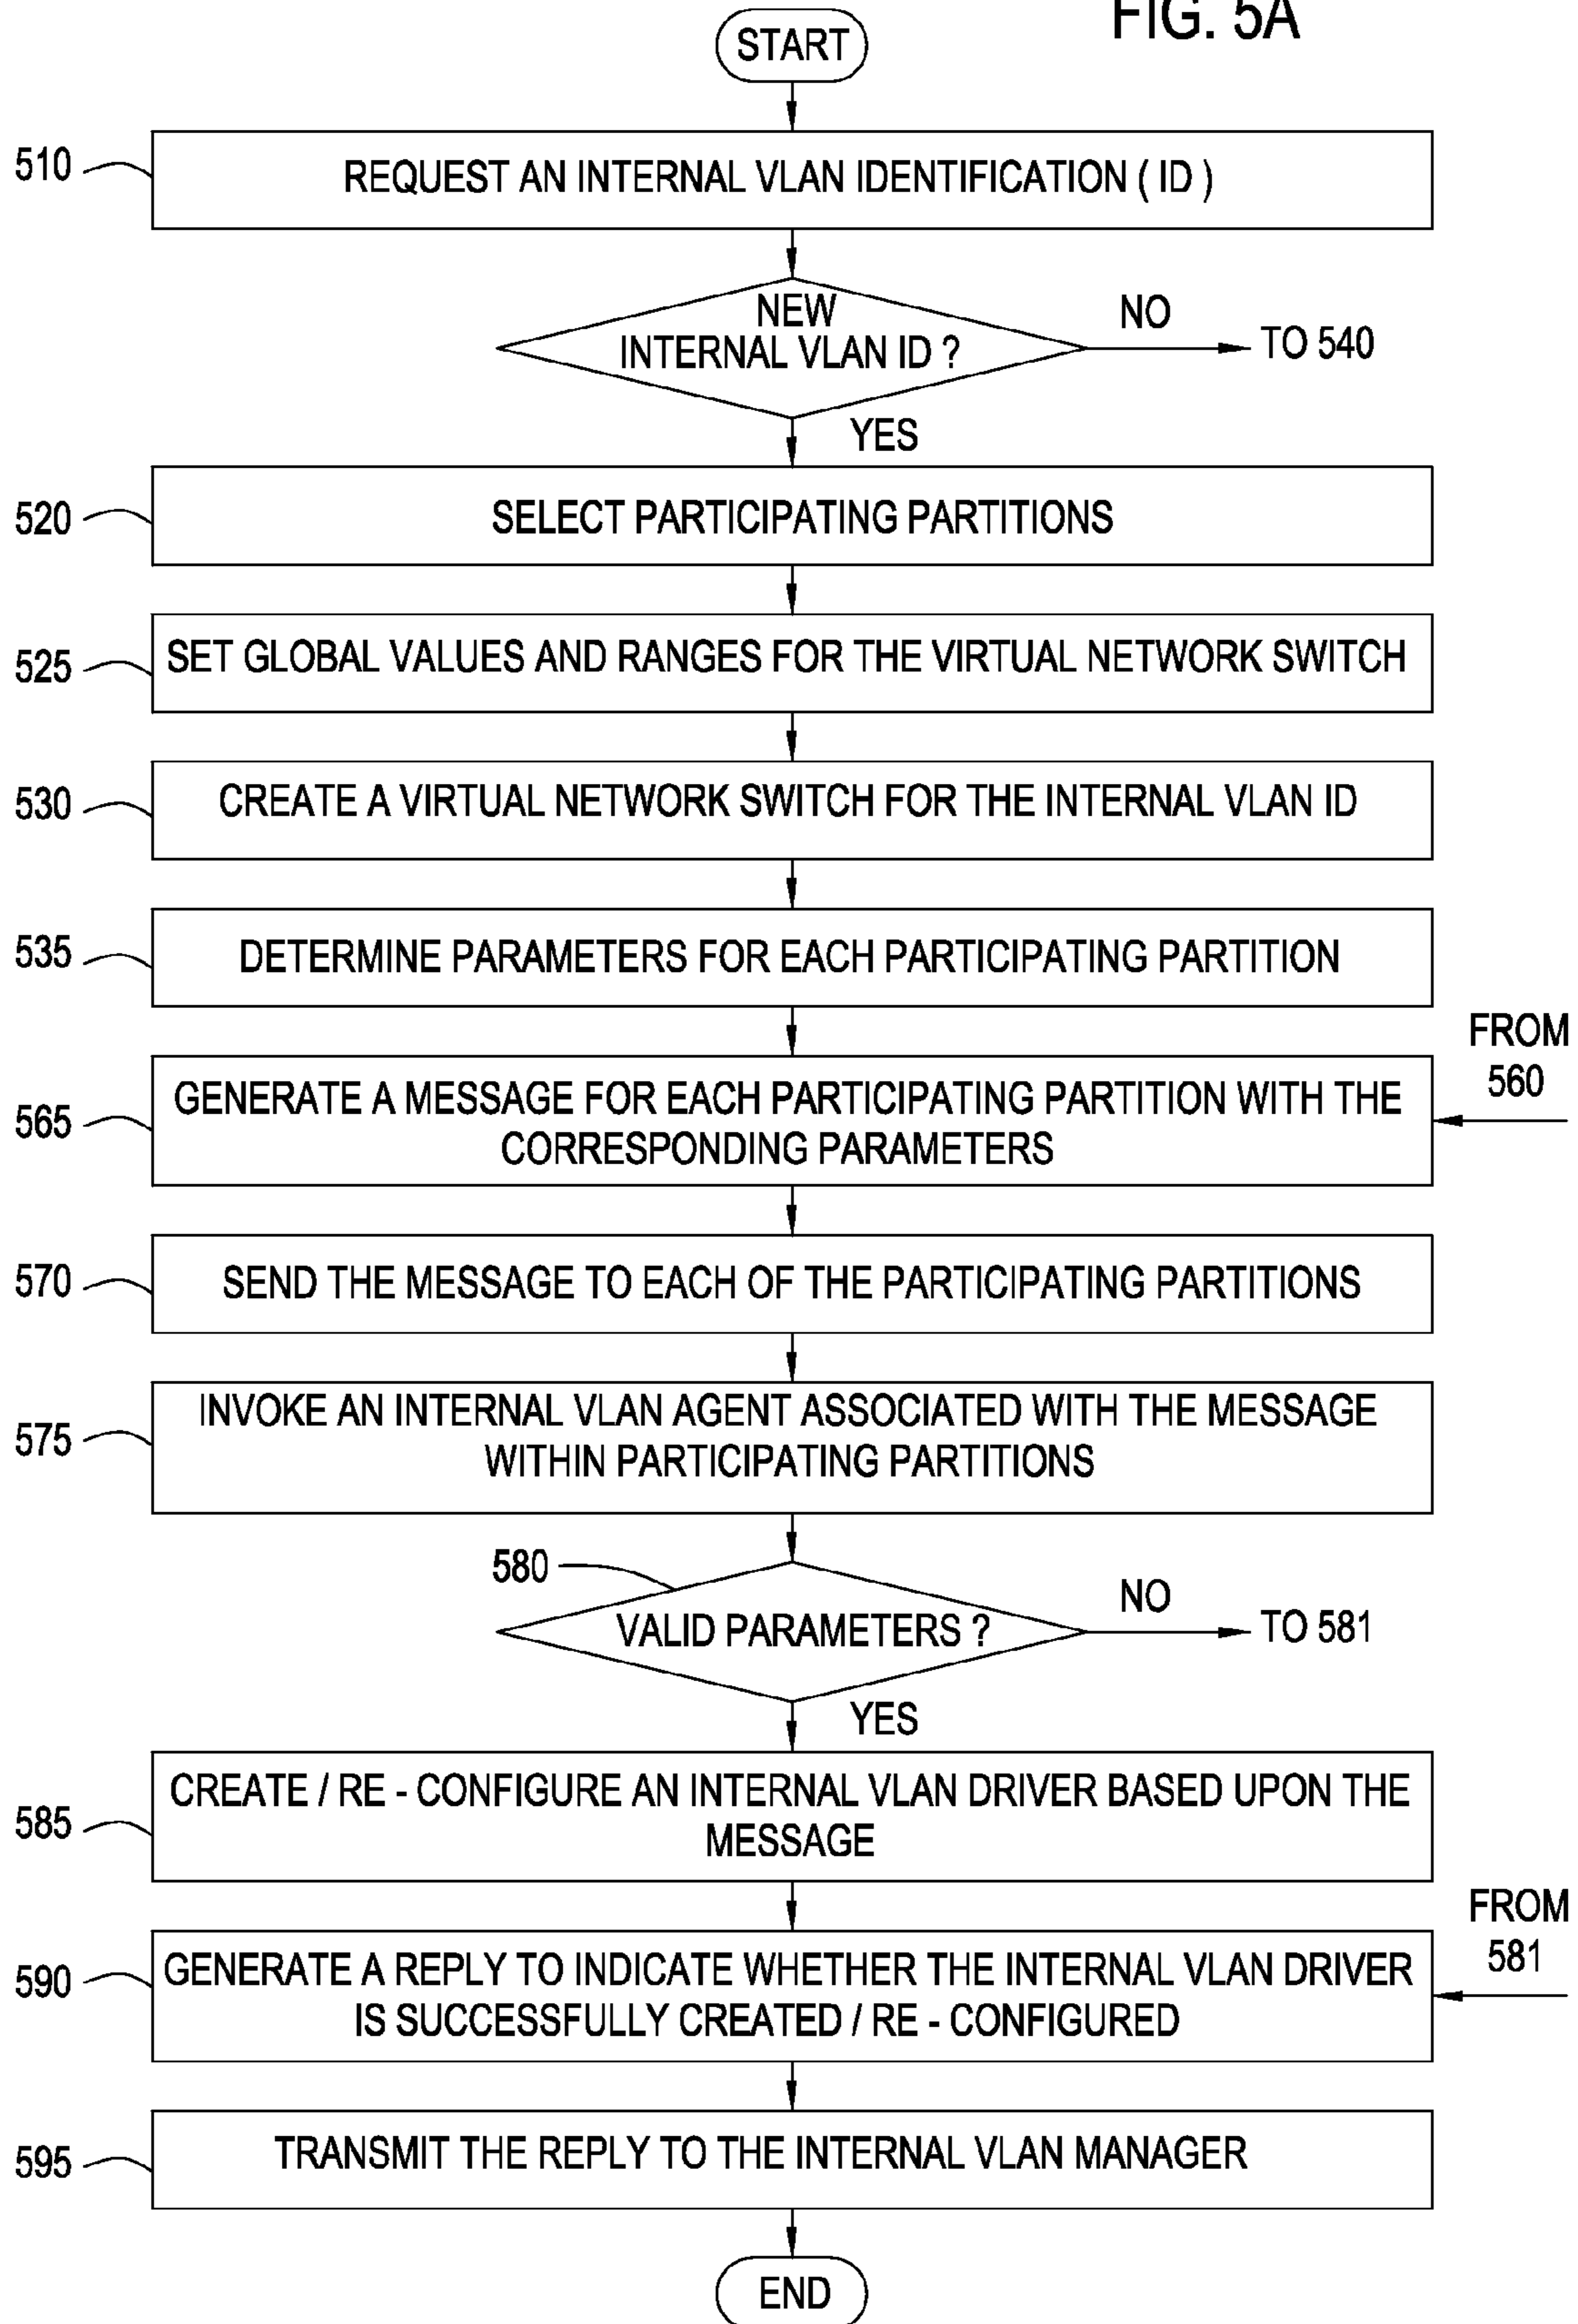 FIG. 5A
START
510
REQUEST AN INTERNAL VLAN IDENTIFICATION ( ID )
NEW
INTERNAL VLAN ID ?
NO
TO 540
YES
520
SELECT PARTICIPATING PARTITIONS
525
SET GLOBAL VALUES AND RANGES FOR THE VIRTUAL NETWORK SWITCH
530
CREATE A VIRTUAL NETWORK SWITCH FOR THE INTERNAL VLAN ID
535
DETERMINE PARAMETERS FOR EACH PARTICIPATING PARTITION
FROM
560
565
GENERATE A MESSAGE FOR EACH PARTICIPATING PARTITION WITH THE
CORRESPONDING PARAMETERS
570
SEND THE MESSAGE TO EACH OF THE PARTICIPATING PARTITIONS
575
INVOKE AN INTERNAL VLAN AGENT ASSOCIATED WITH THE MESSAGE
WITHIN PARTICIPATING PARTITIONS
580
VALID PARAMETERS ?
NO
TO 581
YES
585
CREATE / RE - CONFIGURE AN INTERNAL VLAN DRIVER BASED UPON THE
MESSAGE
FROM
581
590
GENERATE A REPLY TO INDICATE WHETHER THE INTERNAL VLAN DRIVER
IS SUCCESSFULLY CREATED / RE - CONFIGURED
595
TRANSMIT THE REPLY TO THE INTERNAL VLAN MANAGER
END